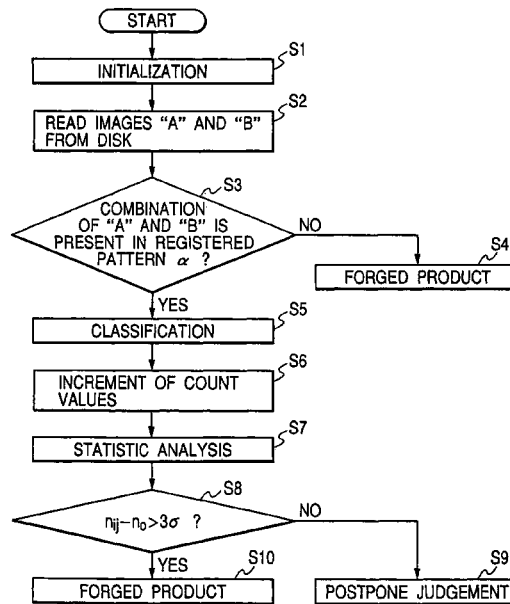 START
S1
INITIALIZATION
S2
READ IMAGES “A” AND “B”
FROM DISK
S3
COMBINATION
OF “A” AND “B” IS
PRESENT IN REGISTERED
PATTERN α ?
NO
S4
FORGED PRODUCT
YES
S5
CLASSIFICATION
S6
INCREMENT OF COUNT
VALUES
S7
STATISTIC ANALYSIS
S8
nij−no>3σ ?
NO
YES
S10
FORGED PRODUCT
S9
POSTPONE JUDGEMENT